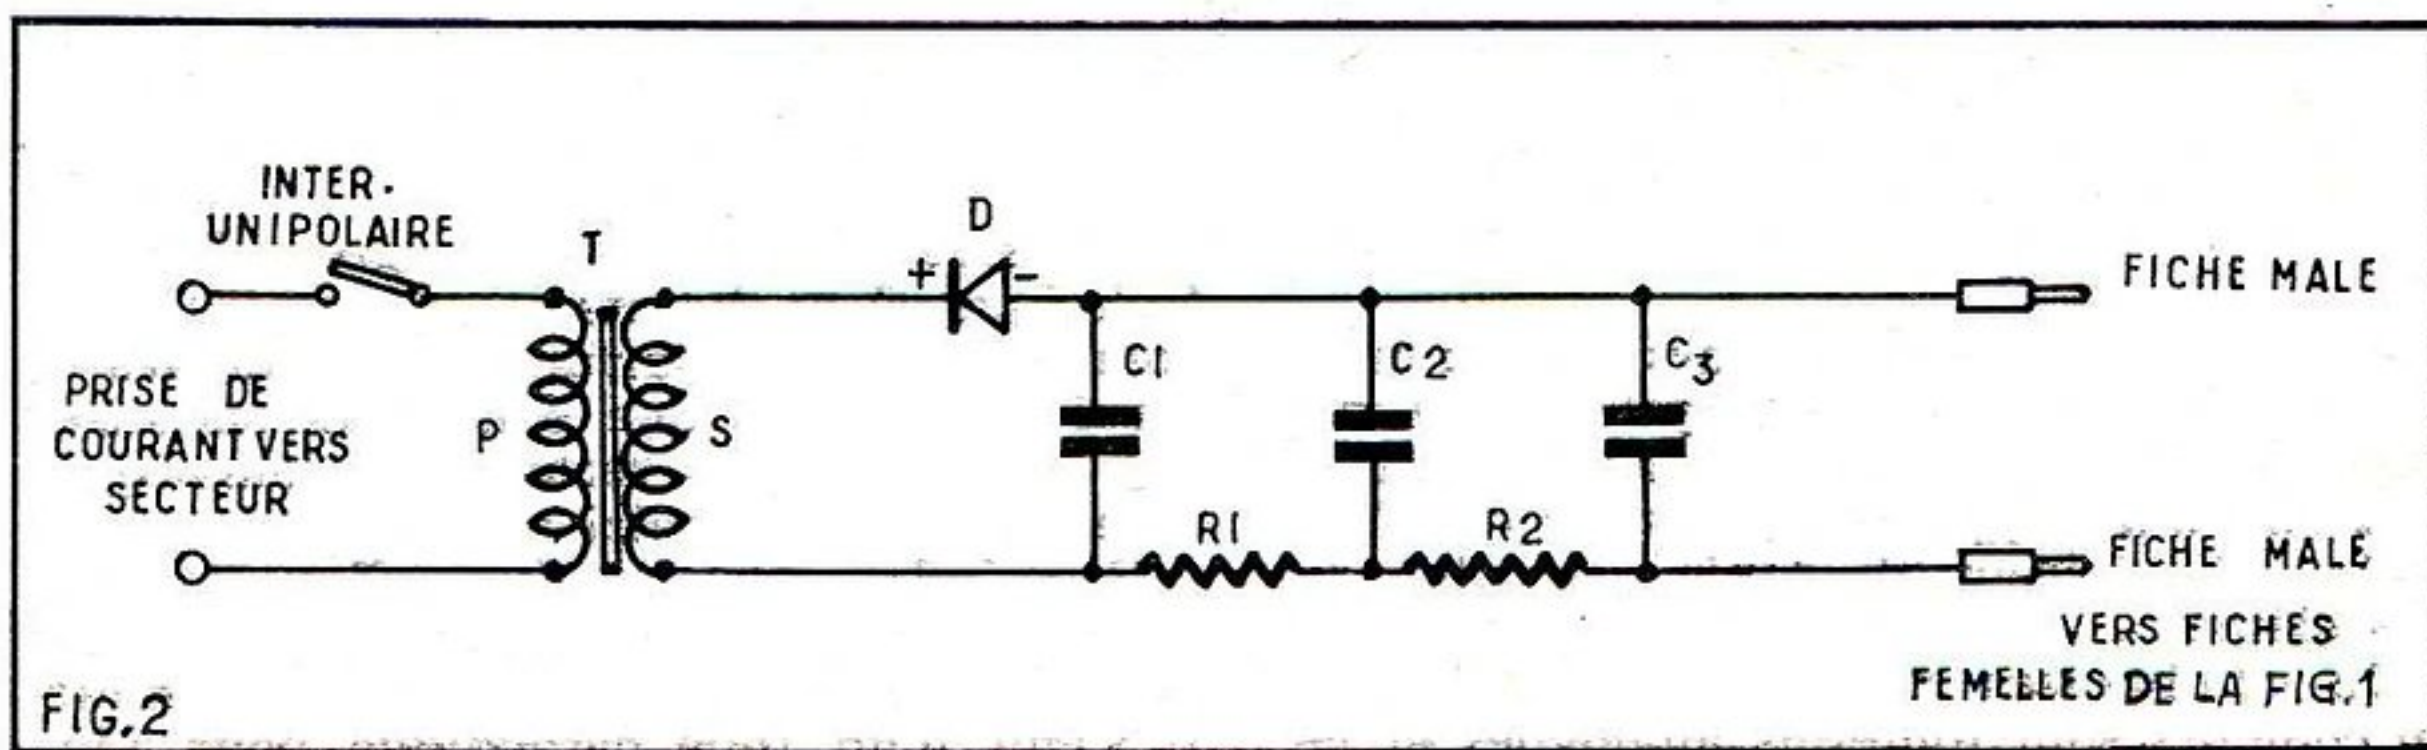 INTER.
UNIPOLAIRE
T
D
+
-
FICHE MALE
C1
C2
C3
PRISE DE
COURANT VERS
SECTEUR
P
S
R1
R2
FICHE MALE
VERS FICHES
FEMELLES DE LA FIG.1
FIG.2